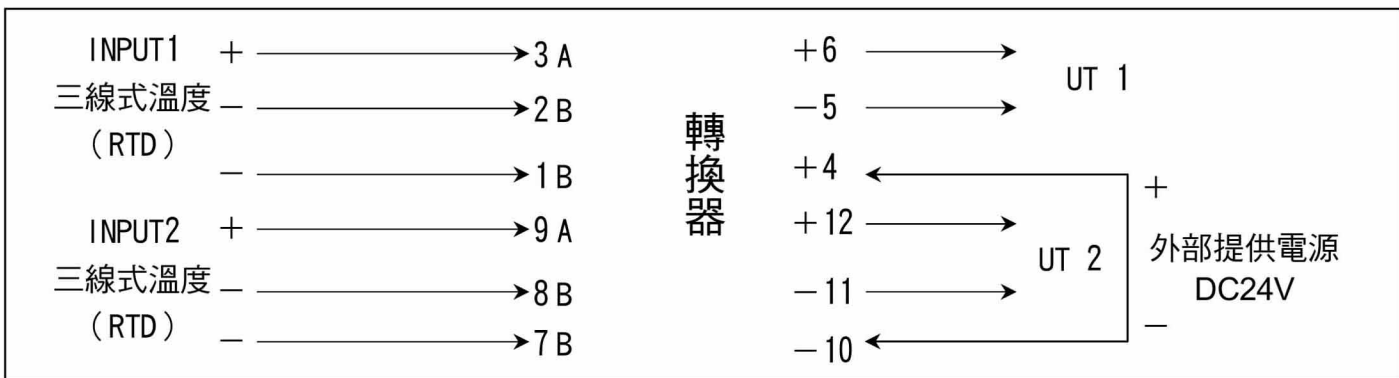 INPUT1 + 3 A
三線式溫度 − 2 B
(RTD)
− 1 B
INPUT2 + 9 A
三線式溫度 − 8 B
(RTD) − 7 B
轉換器
+6
−5
UT 1
+4
+12
−11
UT 2
−10
+
外部提供電源
DC24V
−